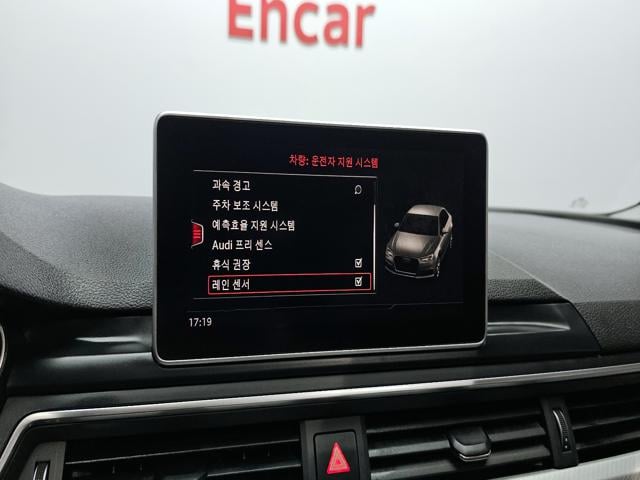 Encar
차량: 운전자 지원 시스템
과속 경고
주차 보조 시스템
예측효율 지원 시스템
Audi 프리 센스
휴식 권장
레인 센서
17:19